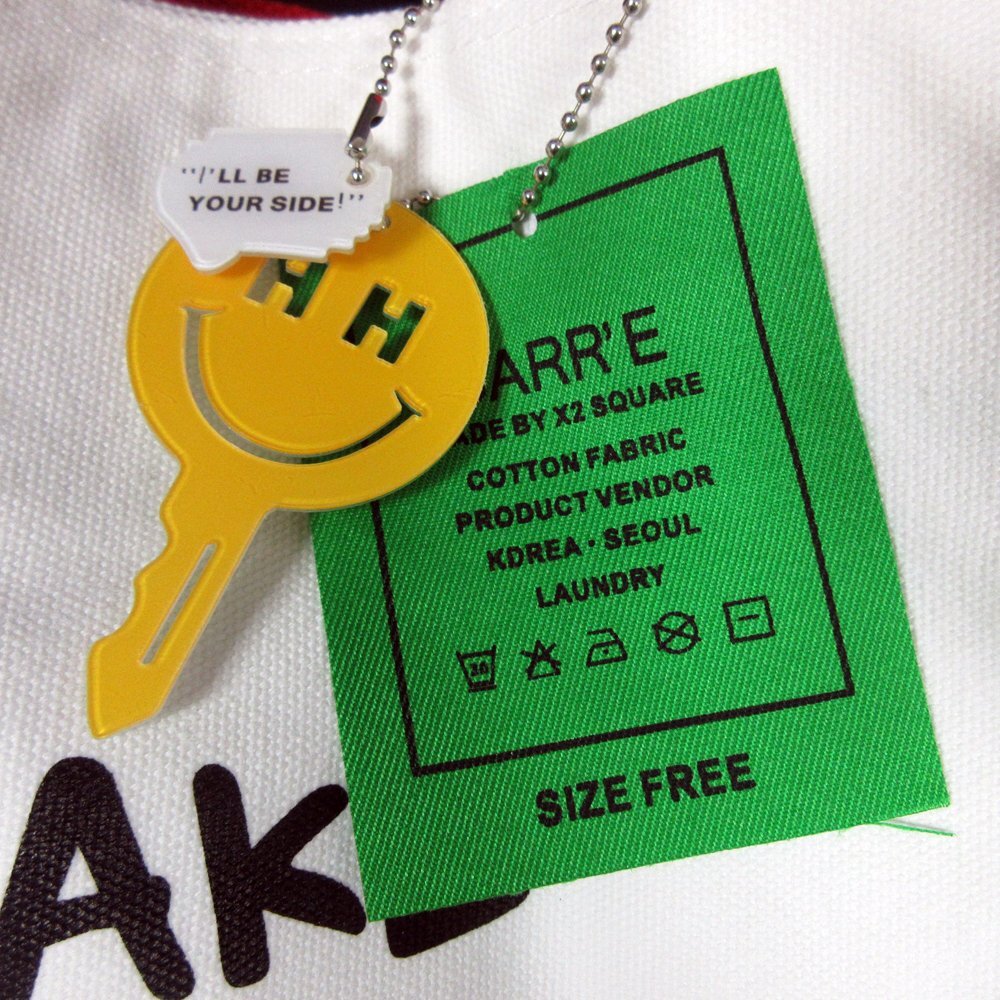 "I'LL BE
YOUR SIDE!"
H H
ARR'E
ADE BY X2 SQUARE
COTTON FABRIC
PRODUCT VENDOR
KDREA · SEOUL
LAUNDRY
30
SIZE FREE
AK